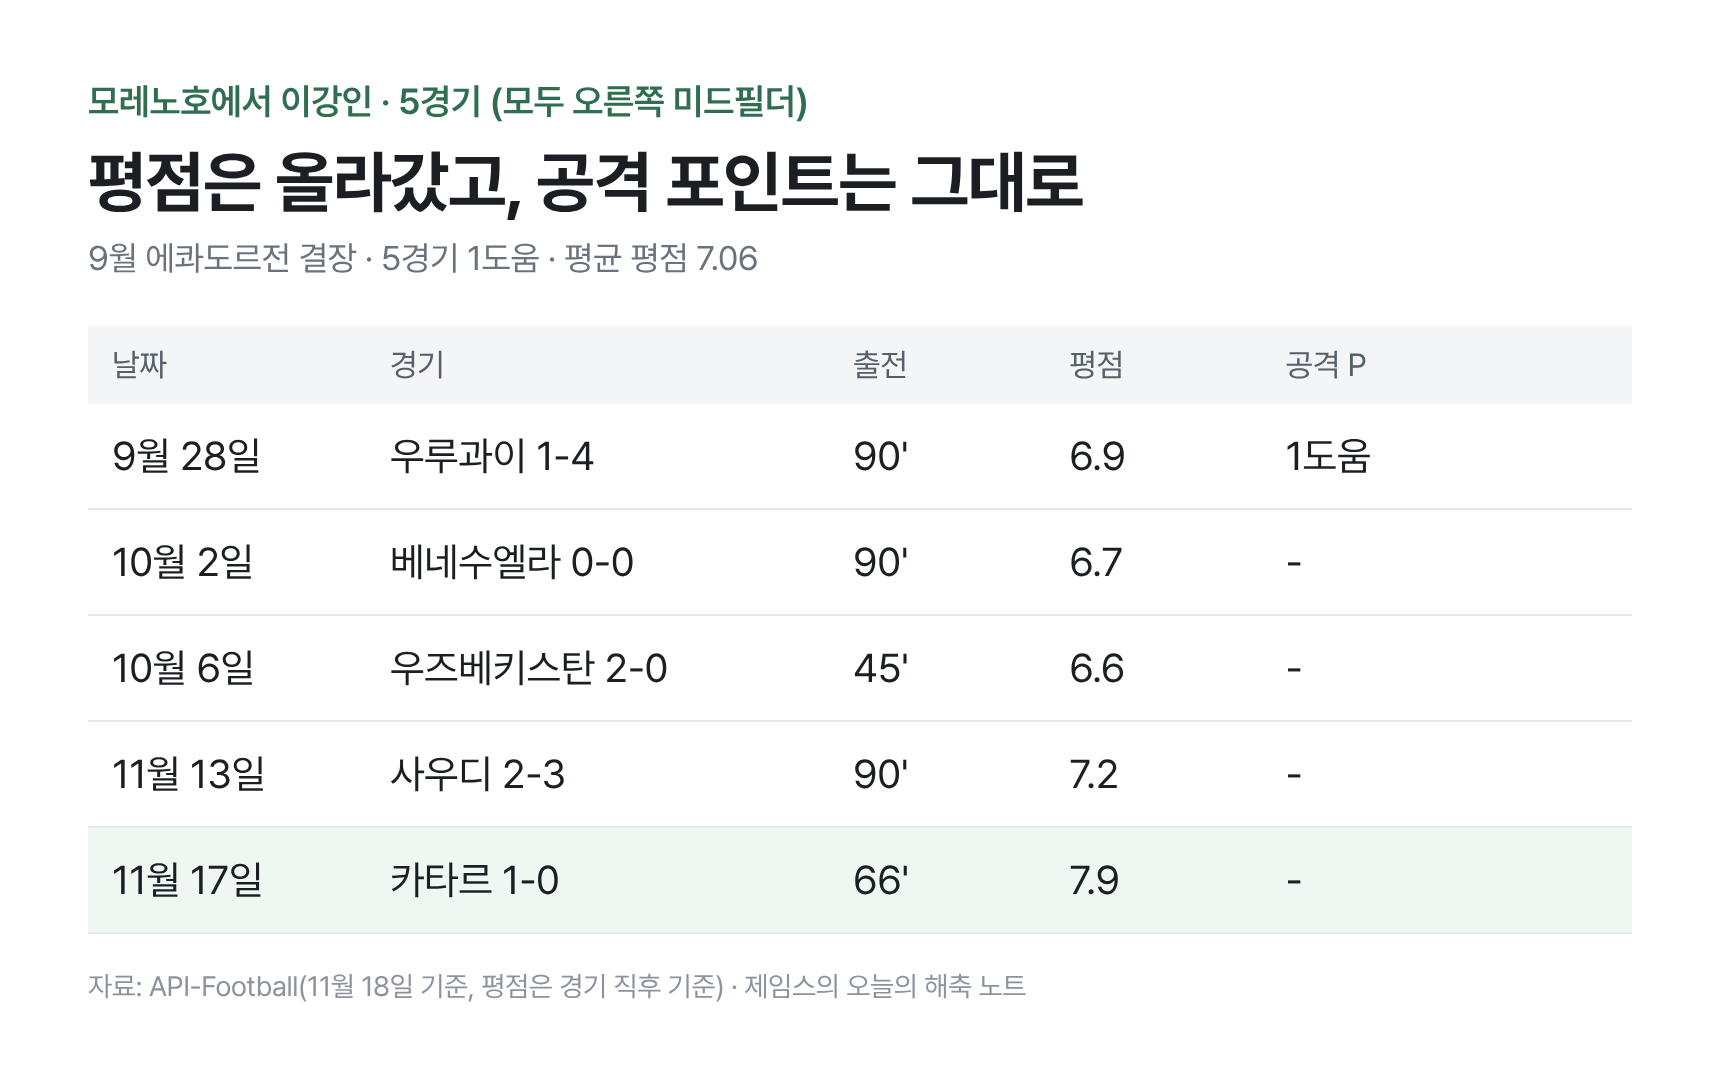 모레노호에서 이강인 · 5경기 (모두 오른쪽 미드필더)
평점은 올라갔고, 공격 포인트는 그대로
9월 에콰도르전 결장 · 5경기 1도움 · 평균 평점 7.06
날짜 경기 출전 평점 공격 P
9월 28일 우루과이 1-4 90' 6.9 1도움
10월 2일 베네수엘라 0-0 90' 6.7 -
10월 6일 우즈베키스탄 2-0 45' 6.6 -
11월 13일 사우디 2-3 90' 7.2 -
11월 17일 카타르 1-0 66' 7.9 -
자료: API-Football(11월 18일 기준, 평점은 경기 직후 기준) · 제임스의 오늘의 해축 노트